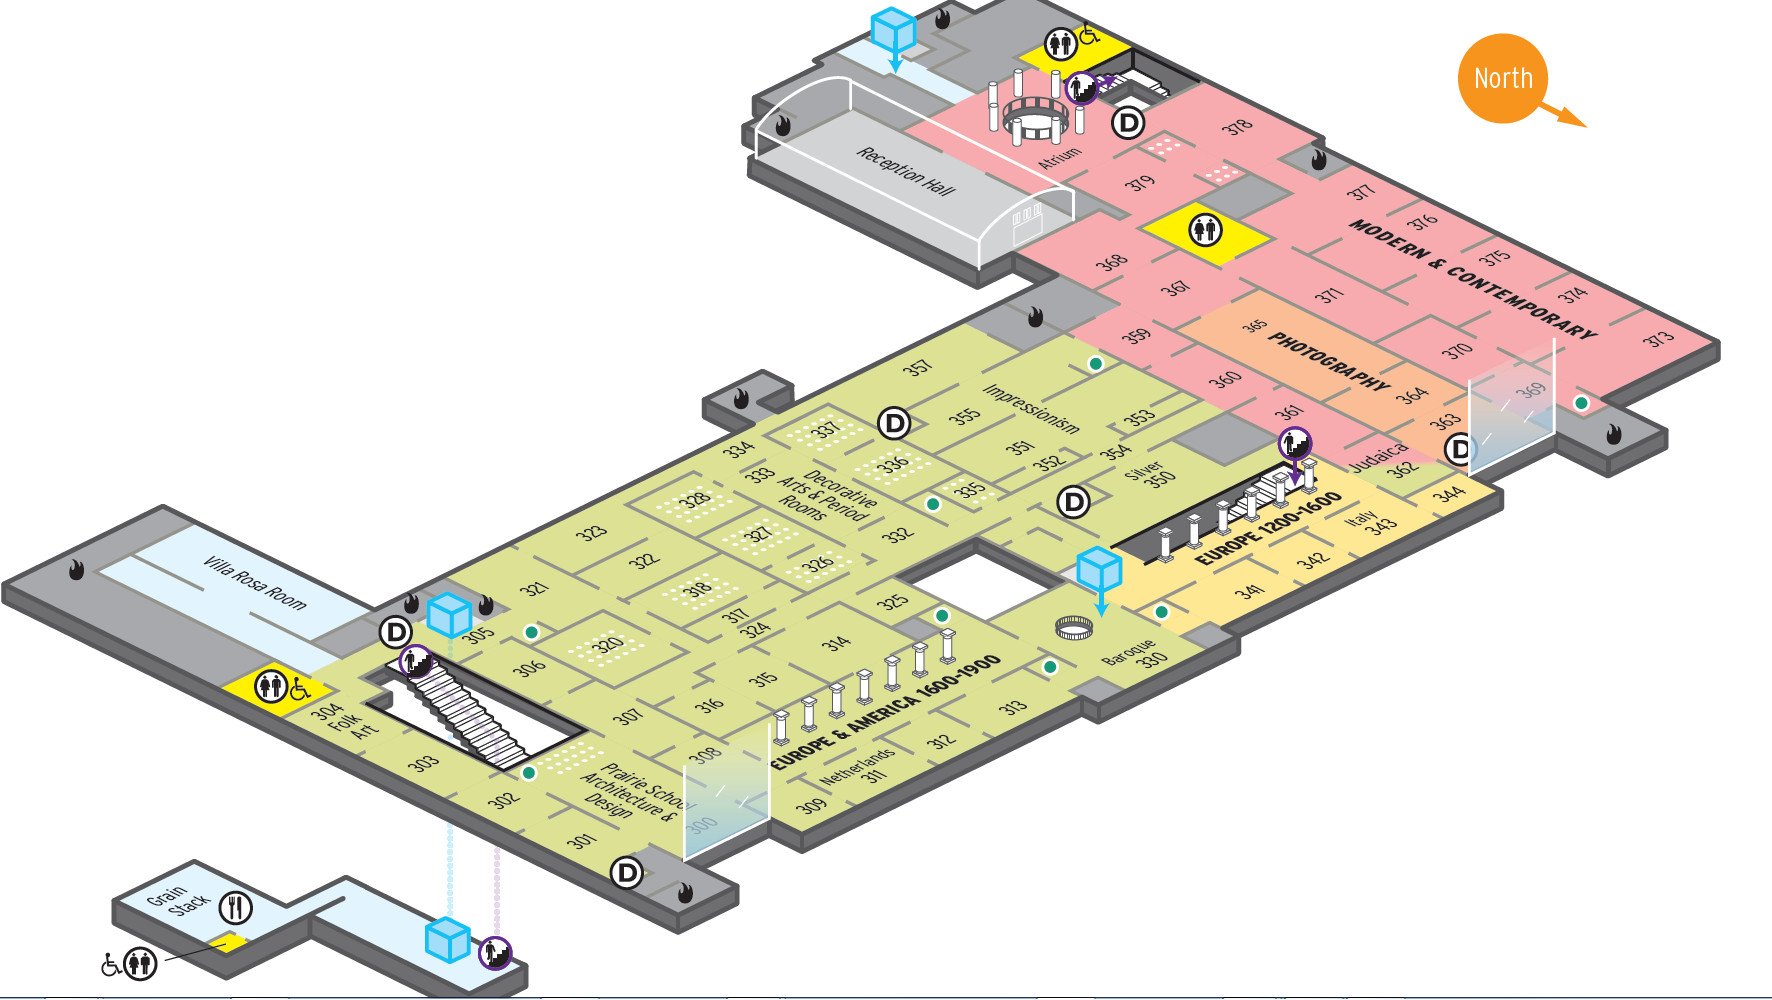 North
378
Atrium
Reception Hall
379
377
376
MODERN & CONTEMPORARY
375
368
367
371
374
365
PHOTOGRAPHY
359
370
373
357
360
364
369
361
363
Impressionism
355
353
337
334
351
354
Judaica
362
336
352
Silver
350
333
Decorative
Arts & Period
Rooms
335
344
328
EUROPE 1200-1600
Italy
343
323
327
332
322
326
342
Villa Rosa Room
321
318
341
325
317
324
305
320
314
Baroque
330
306
315
EUROPE & AMERICA 1600-1900
304
Folk
Art
307
316
313
303
308
312
Prairie School
Architecture &
Design
Netherlands
311
302
309
300
301
Grain
Stack
D
D
D
D
D
D